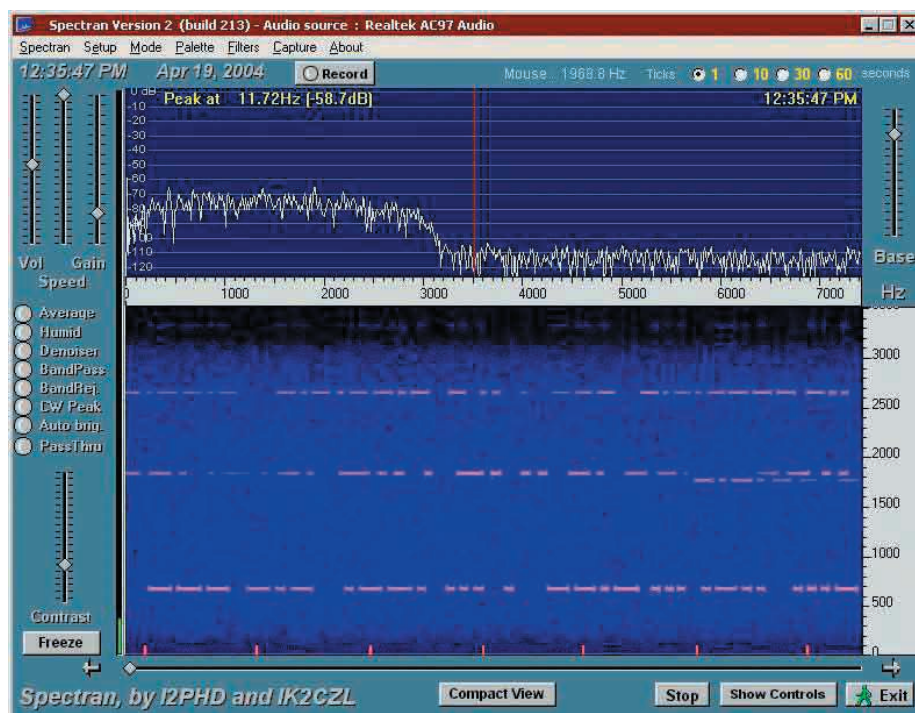 Spectran Version 2 (build 213) - Audio source : Realtek AC97 Audio
Spectran Setup Mode Palette Filters Capture About
12:35:47 PM Apr 19, 2004 Record Mouse 1968.8 Hz Ticks 1 10 30 60 seconds
0 dB Peak at 11.72Hz (-58.7dB) 12:35:47 PM
-10
-20
-30
-40
-50
-60
-70
-80
-90
-100
-110
-120
Vol Gain
Speed
Base
0 1000 2000 3000 4000 5000 6000 7000 Hz
Average
Humid
Denoiser
BandPass
BandRej.
CW Peak
Auto brig.
PassThru
3000
2500
2000
1500
1000
500
0
Contrast
Freeze
Spectran, by I2PHD and IK2CZL Compact View Stop Show Controls Exit